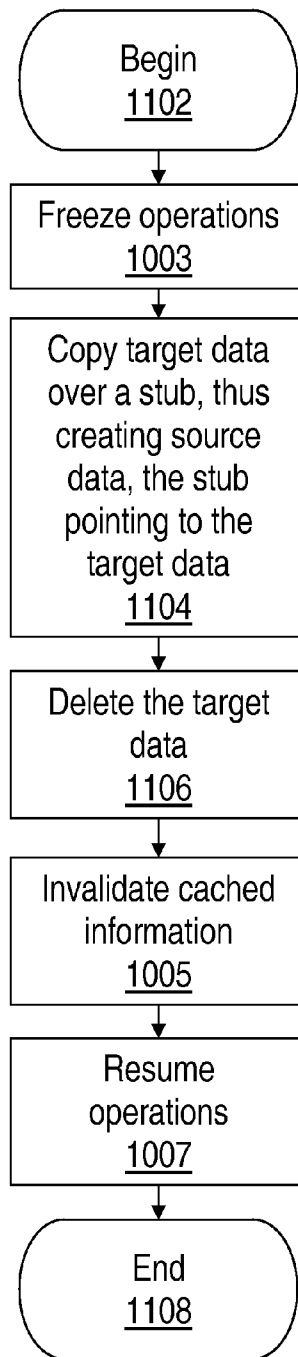 Begin
1102
Freeze operations
1003
Copy target data
over a stub, thus
creating source
data, the stub
pointing to the
target data
1104
Delete the target
data
1106
Invalidate cached
information
1005
Resume
operations
1007
End
1108